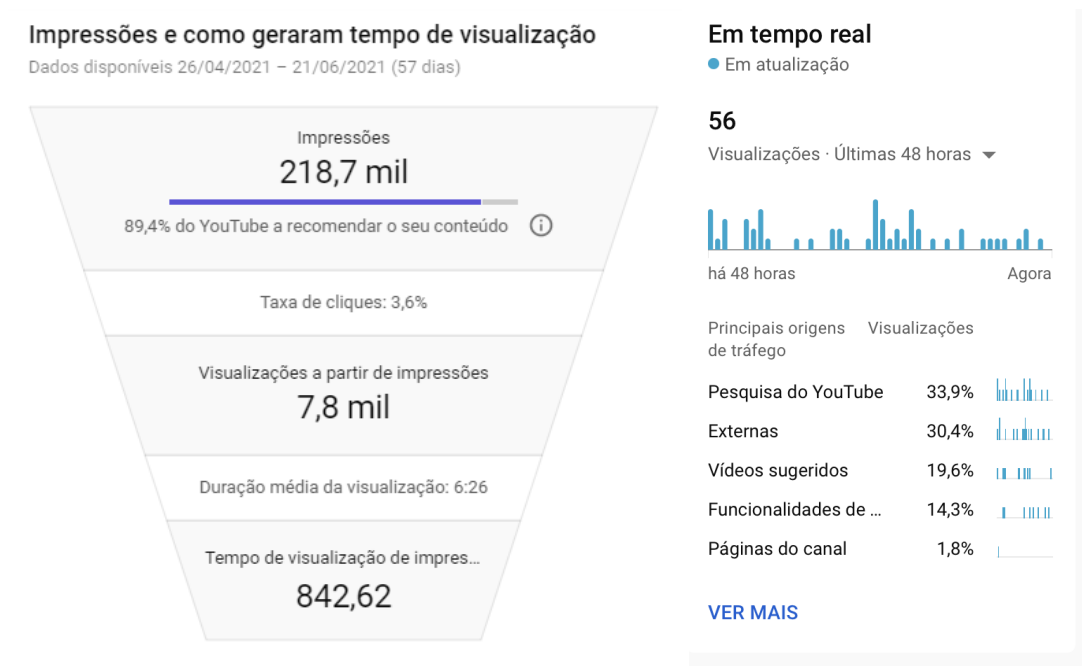 Impressões e como geraram tempo de visualização
Dados disponíveis 26/04/2021 – 21/06/2021 (57 dias)
Impressões
218,7 mil
89,4% do YouTube a recomendar o seu conteúdo
Taxa de cliques: 3,6%
Visualizações a partir de impressões
7,8 mil
Duração média da visualização: 6:26
Tempo de visualização de impres...
842,62
Em tempo real
Em atualização
56
Visualizações · Últimas 48 horas
há 48 horas
Agora
Principais origens de tráfego
Visualizações
Pesquisa do YouTube 33,9%
Externas 30,4%
Vídeos sugeridos 19,6%
Funcionalidades de ... 14,3%
Páginas do canal 1,8%
VER MAIS